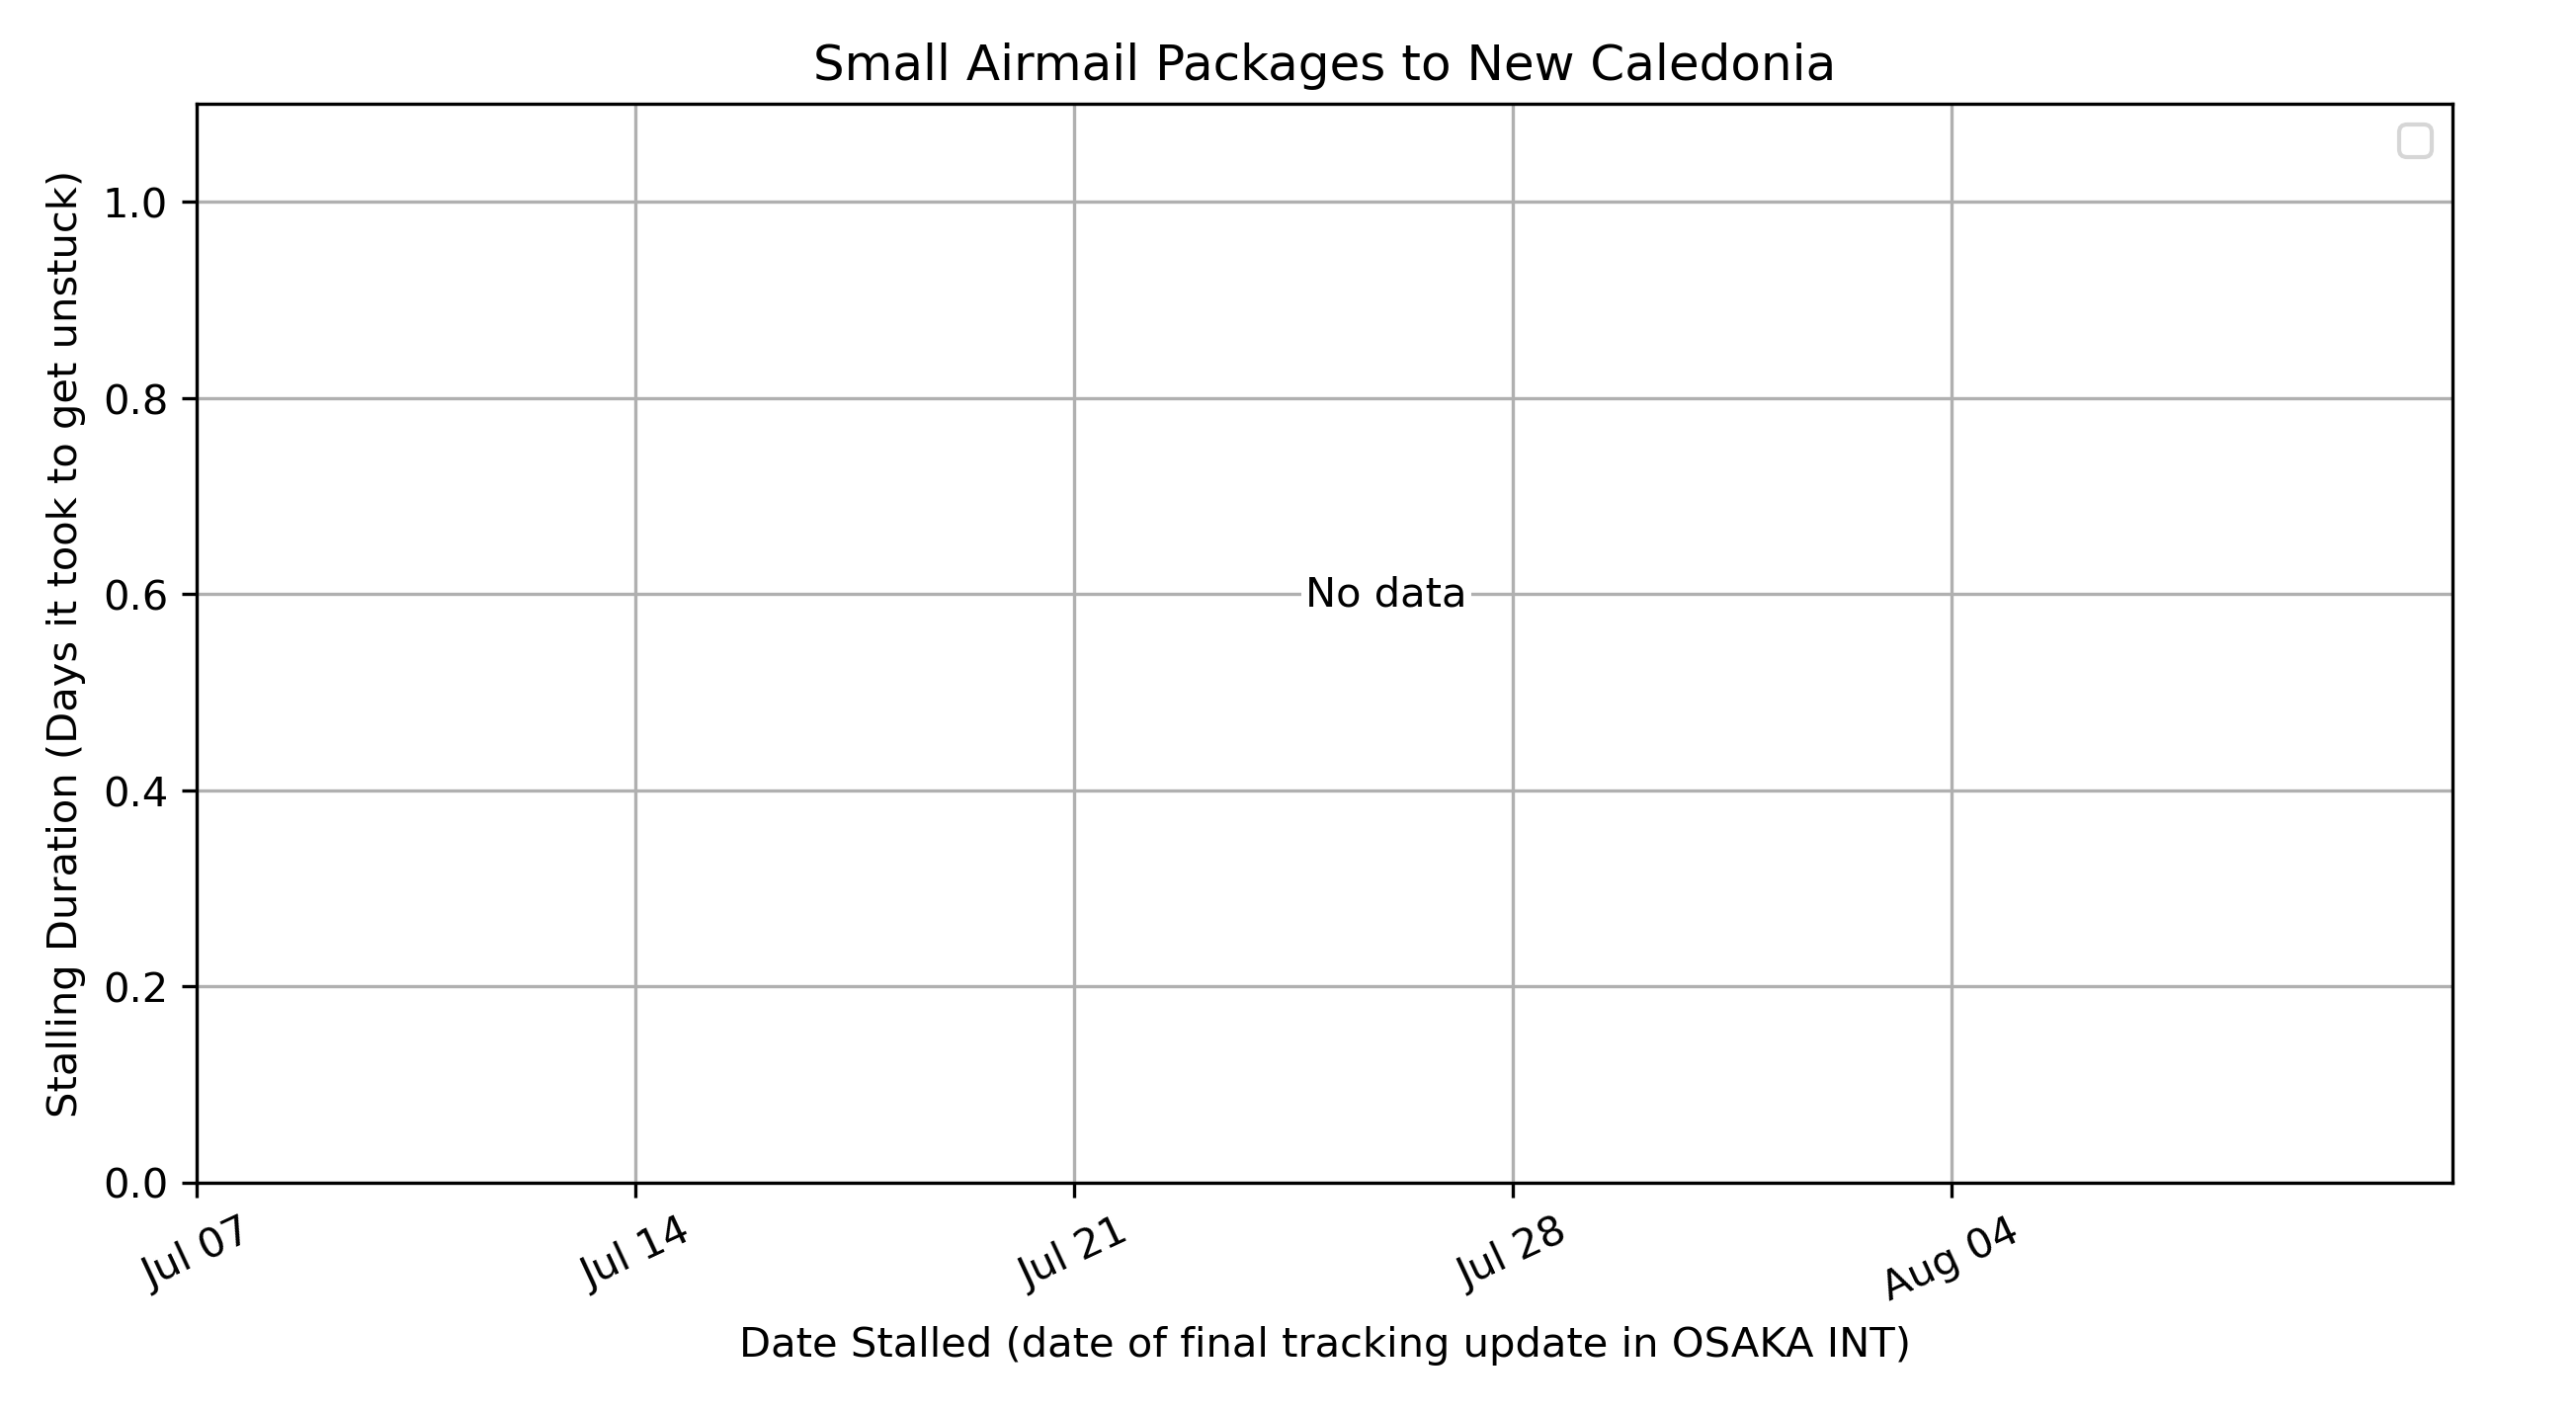 Small Airmail Packages to New Caledonia
Stalling Duration (Days it took to get unstuck)
1.0
0.8
0.6
0.4
0.2
0.0
No data
Jul 07
Jul 14
Jul 21
Jul 28
Aug 04
Date Stalled (date of final tracking update in OSAKA INT)